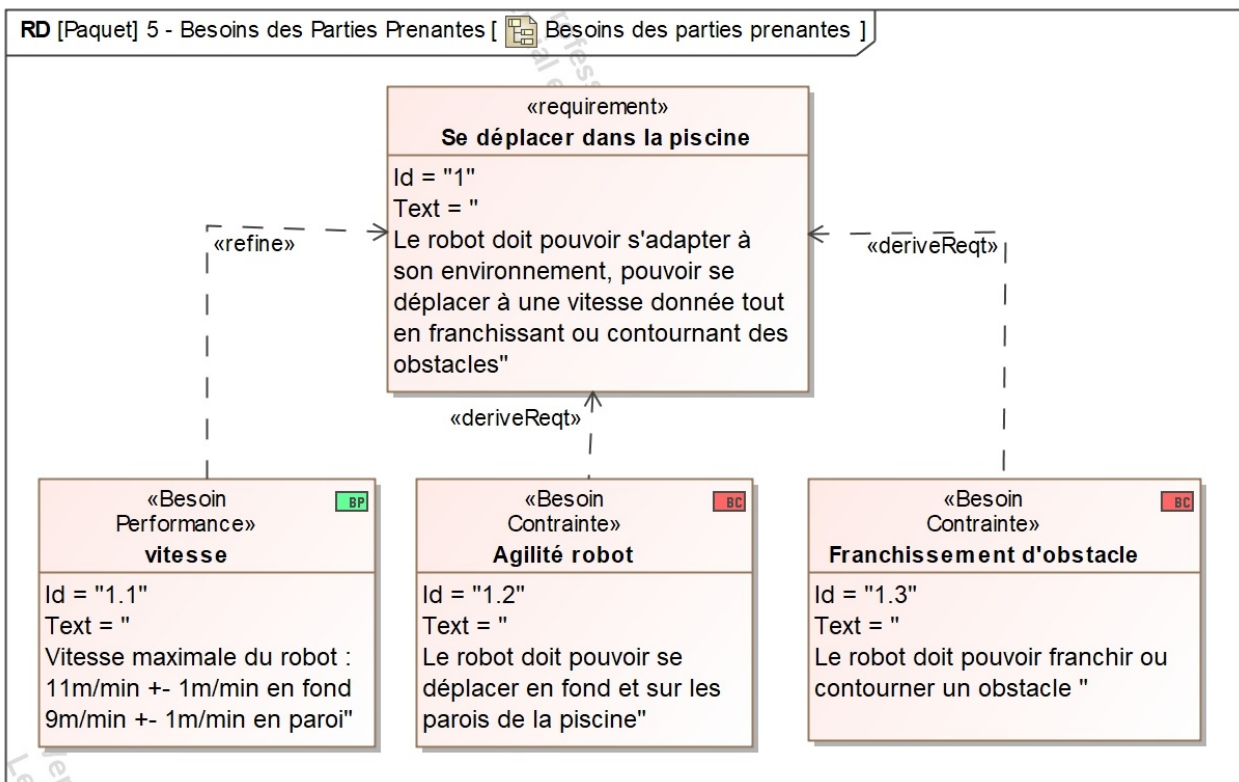 RD [Paquet] 5 - Besoins des Parties Prenantes [ Besoins des parties prenantes ]
«requirement»
Se déplacer dans la piscine
Id = "1"
Text = "
Le robot doit pouvoir s'adapter à
son environnement, pouvoir se
déplacer à une vitesse donnée tout
en franchissant ou contournant des
obstacles"
«refine»
«deriveReqt»
«deriveReqt»
«Besoin
Performance»
BP
vitesse
Id = "1.1"
Text = "
Vitesse maximale du robot :
11m/min +- 1m/min en fond
9m/min +- 1m/min en paroi"
«Besoin
Contrainte»
BC
Agilité robot
Id = "1.2"
Text = "
Le robot doit pouvoir se
déplacer en fond et sur les
parois de la piscine"
«Besoin
Contrainte»
BC
Franchissement d'obstacle
Id = "1.3"
Text = "
Le robot doit pouvoir franchir ou
contourner un obstacle "